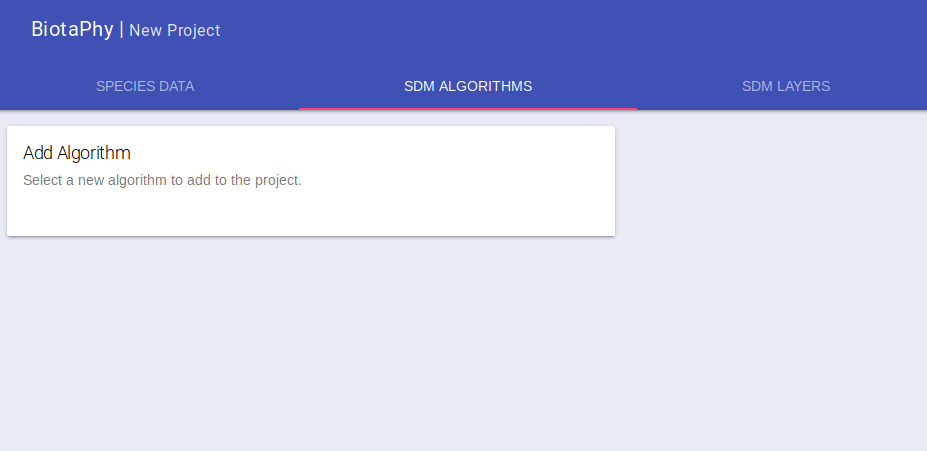 BiotaPhy | New Project
SPECIES DATA SDM ALGORITHMS SDM LAYERS
Add Algorithm
Select a new algorithm to add to the project.